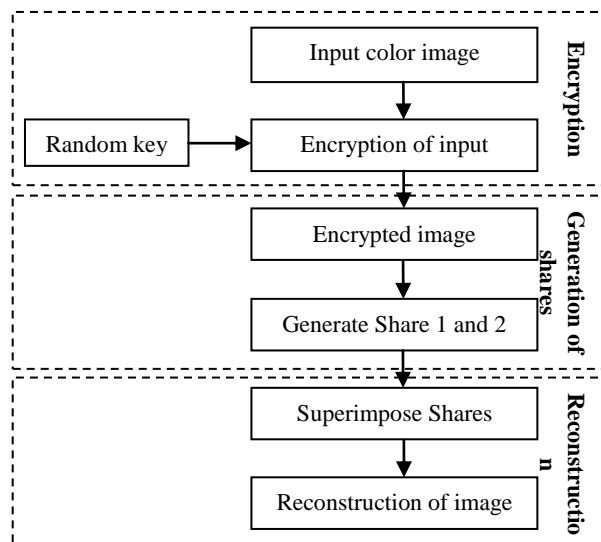 Input color image
Encryption
Random key
Encryption of input
Encrypted image
Generation of
shares
Generate Share 1 and 2
Superimpose Shares
Reconstructio
n
Reconstruction of image